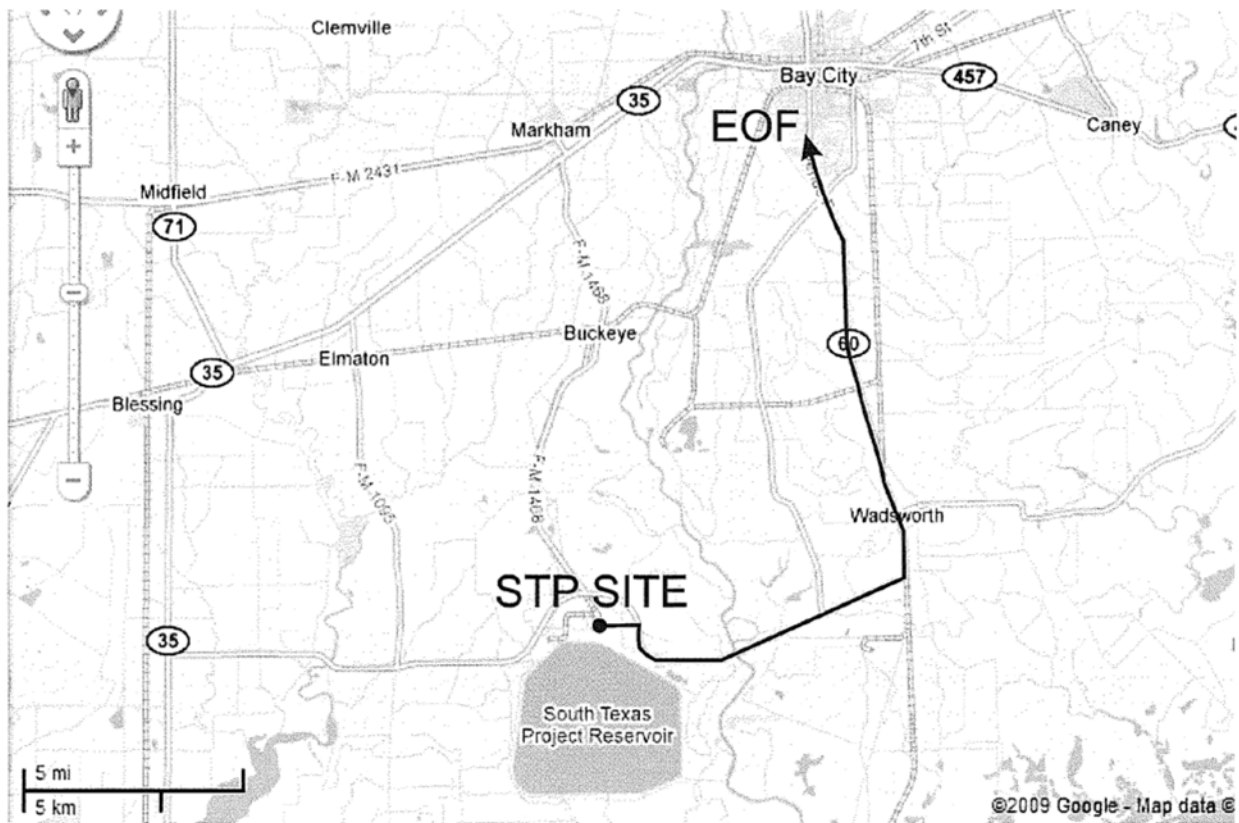 Clemville
7th St
Bay City
457
35
EOF
Markham
Caney
F-M 2431
Midfield
71
F-M 1468
Buckeye
60
Elmaton
35
Blessing
F-M 1095
F-M 1468
Wadsworth
STP SITE
35
South Texas
Project Reservoir
5 mi
5 km
©2009 Google - Map data ©